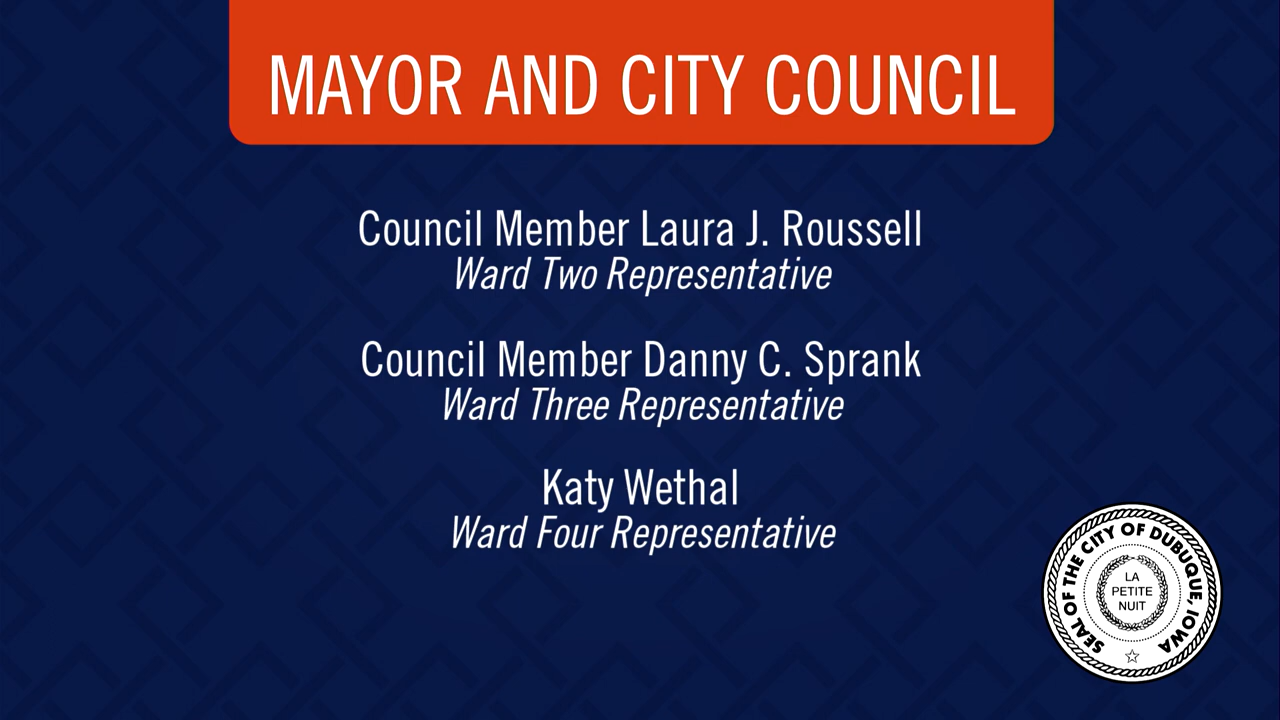 MAYOR AND CITY COUNCIL
Council Member Laura J. Roussell
Ward Two Representative
Council Member Danny C. Sprank
Ward Three Representative
Katy Wethal
Ward Four Representative
SEAL OF THE CITY OF DUBUQUE, IOWA
LA
PETITE
NUIT